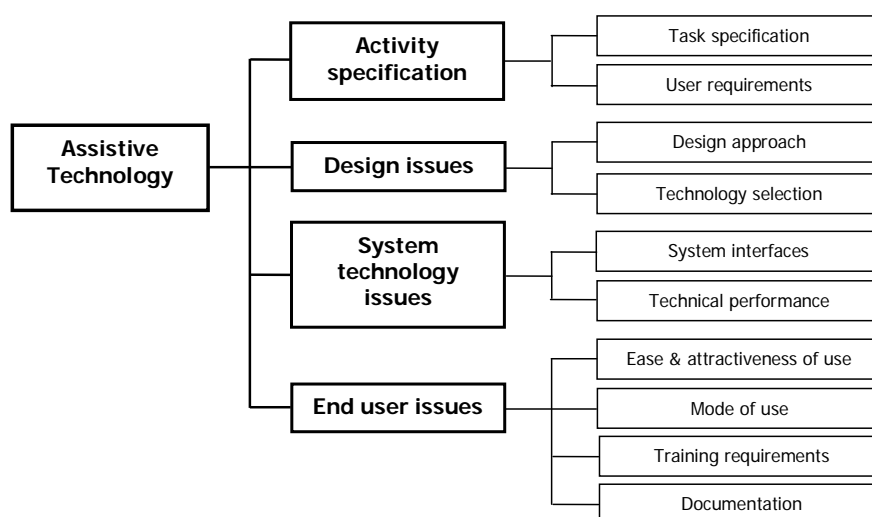 Assistive
Technology
Activity
specification
Task specification
User requirements
Design issues
Design approach
Technology selection
System
technology
issues
System interfaces
Technical performance
End user issues
Ease & attractiveness of use
Mode of use
Training requirements
Documentation